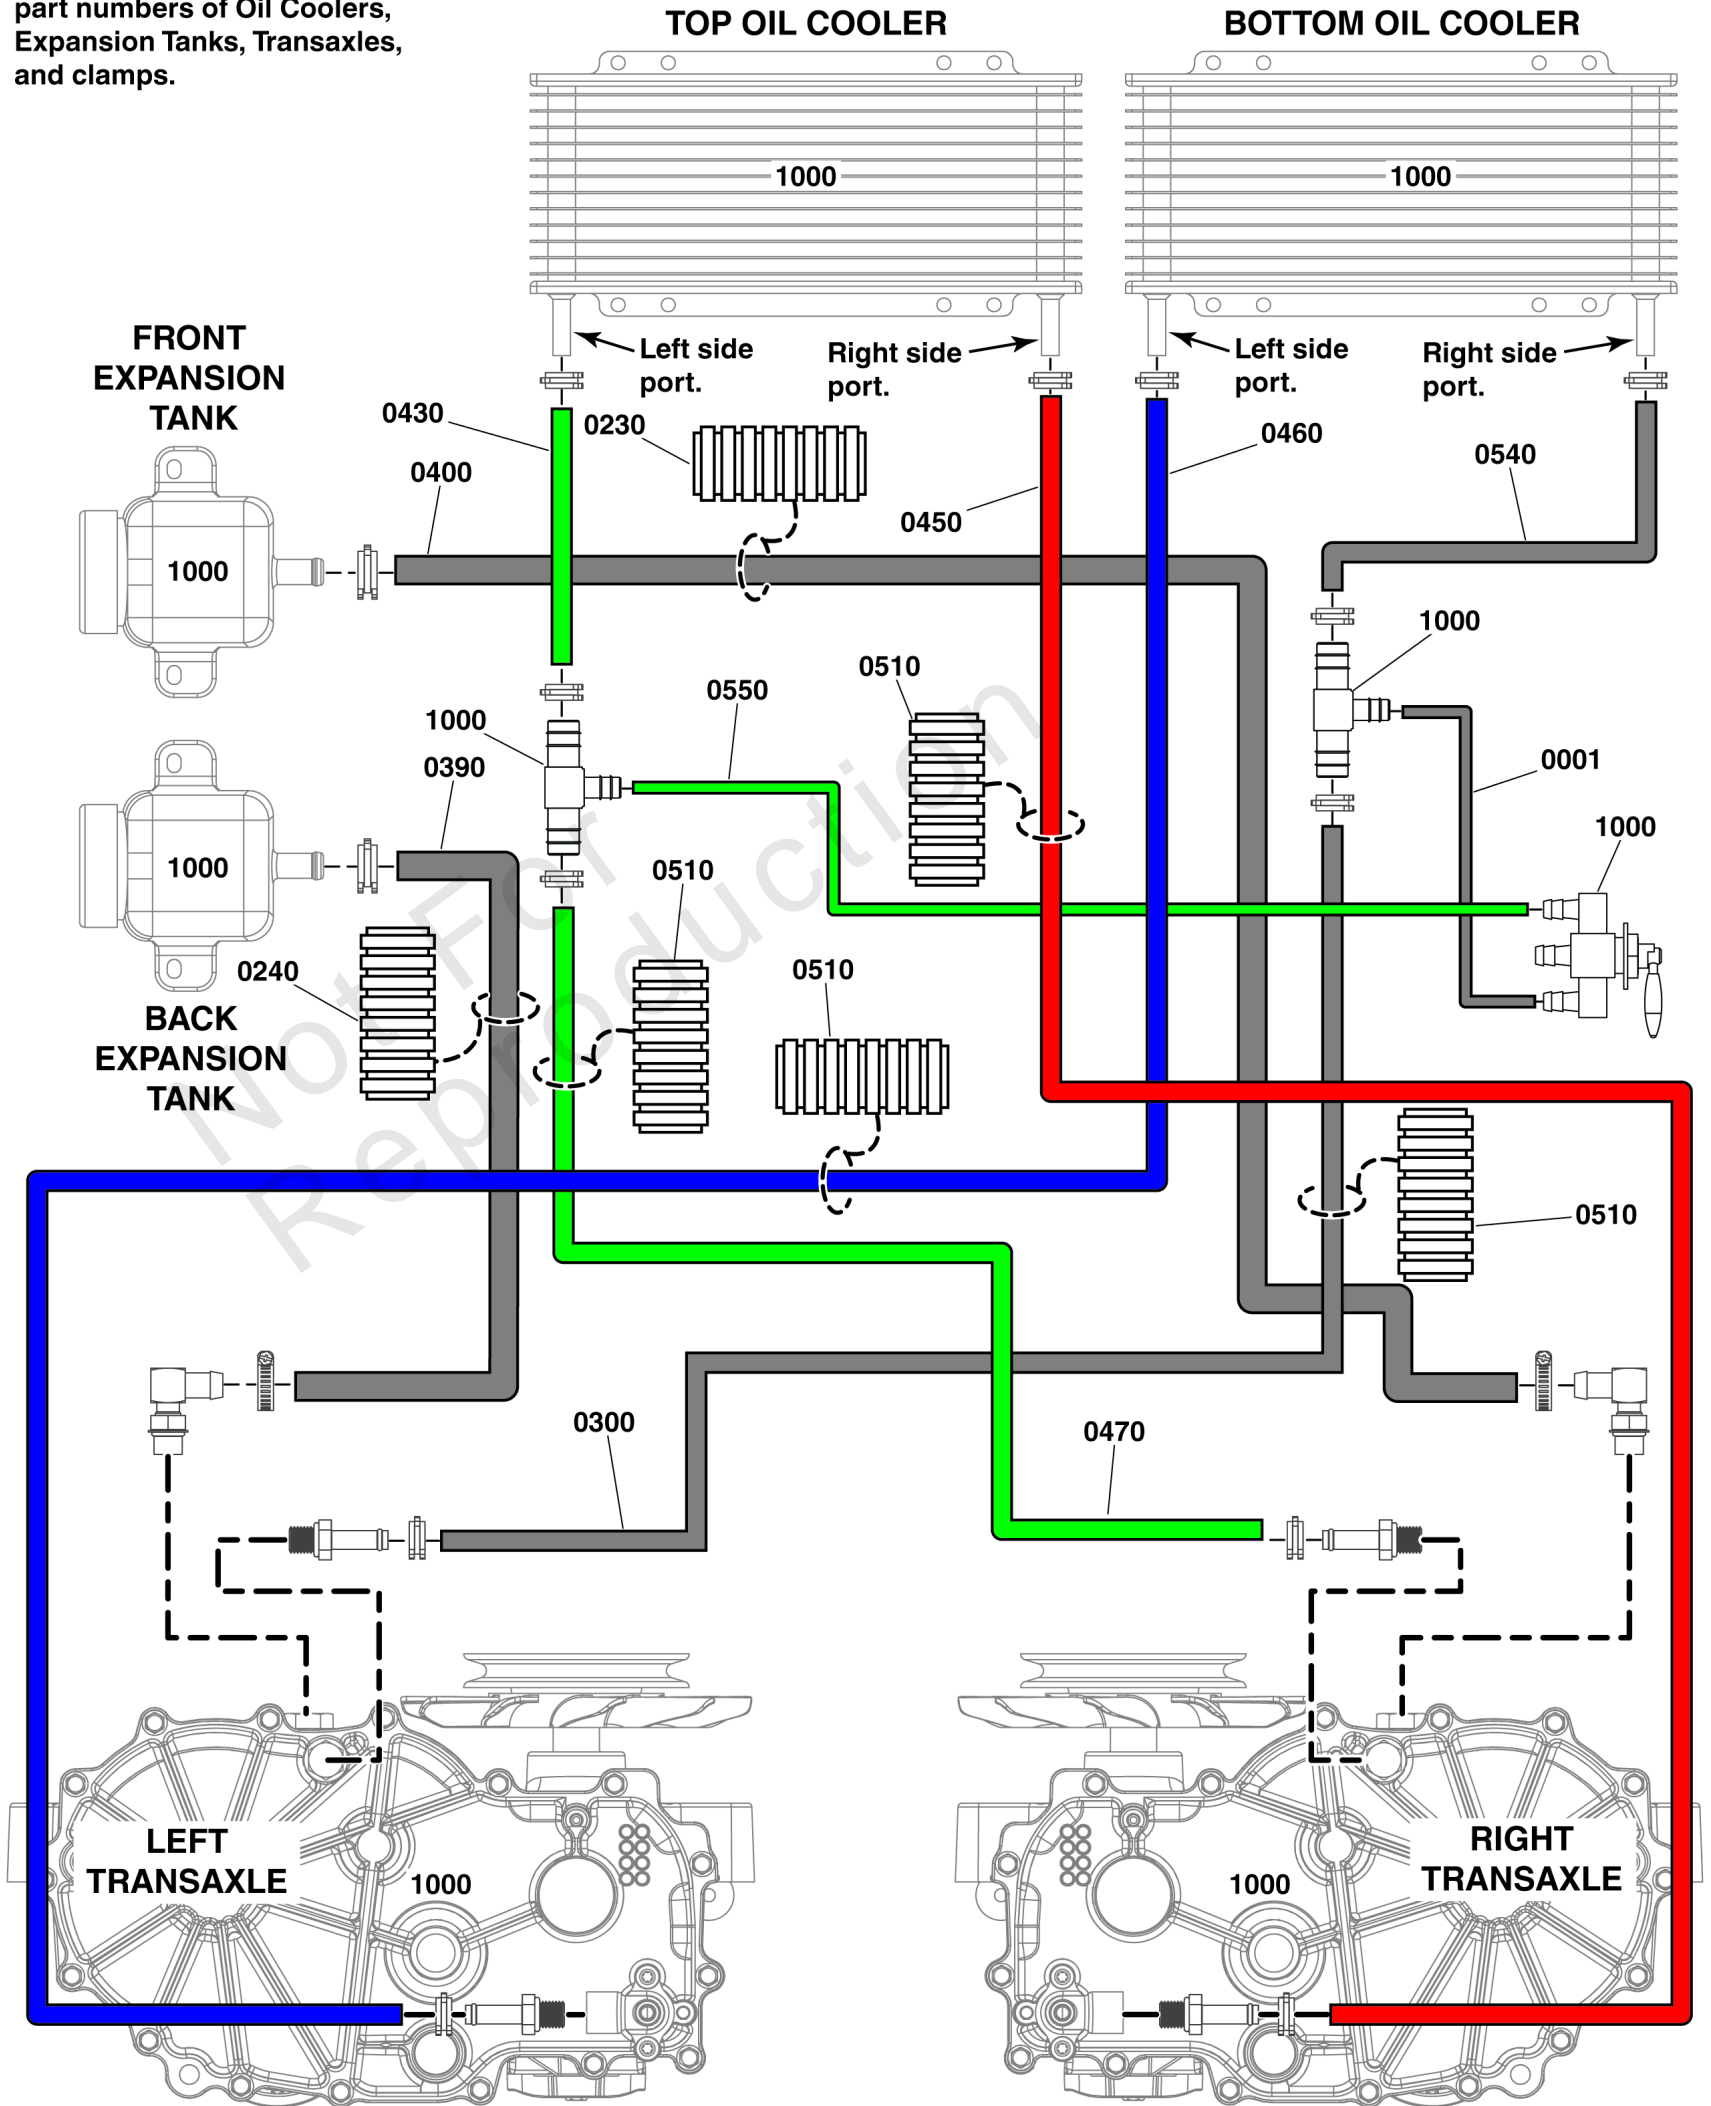 part numbers of Oil Coolers,
Expansion Tanks, Transaxles,
and clamps.
TOP OIL COOLER
BOTTOM OIL COOLER
1000
1000
Left side
port.
Right side
port.
Left side
port.
Right side
port.
FRONT
EXPANSION
TANK
0430
0230
0460
0400
0540
0450
1000
1000
0510
0550
1000
0390
0001
1000
1000
0510
0240
0510
BACK
EXPANSION
TANK
Not For
Reproduction
0510
0300
0470
LEFT
TRANSAXLE
1000
1000
RIGHT
TRANSAXLE